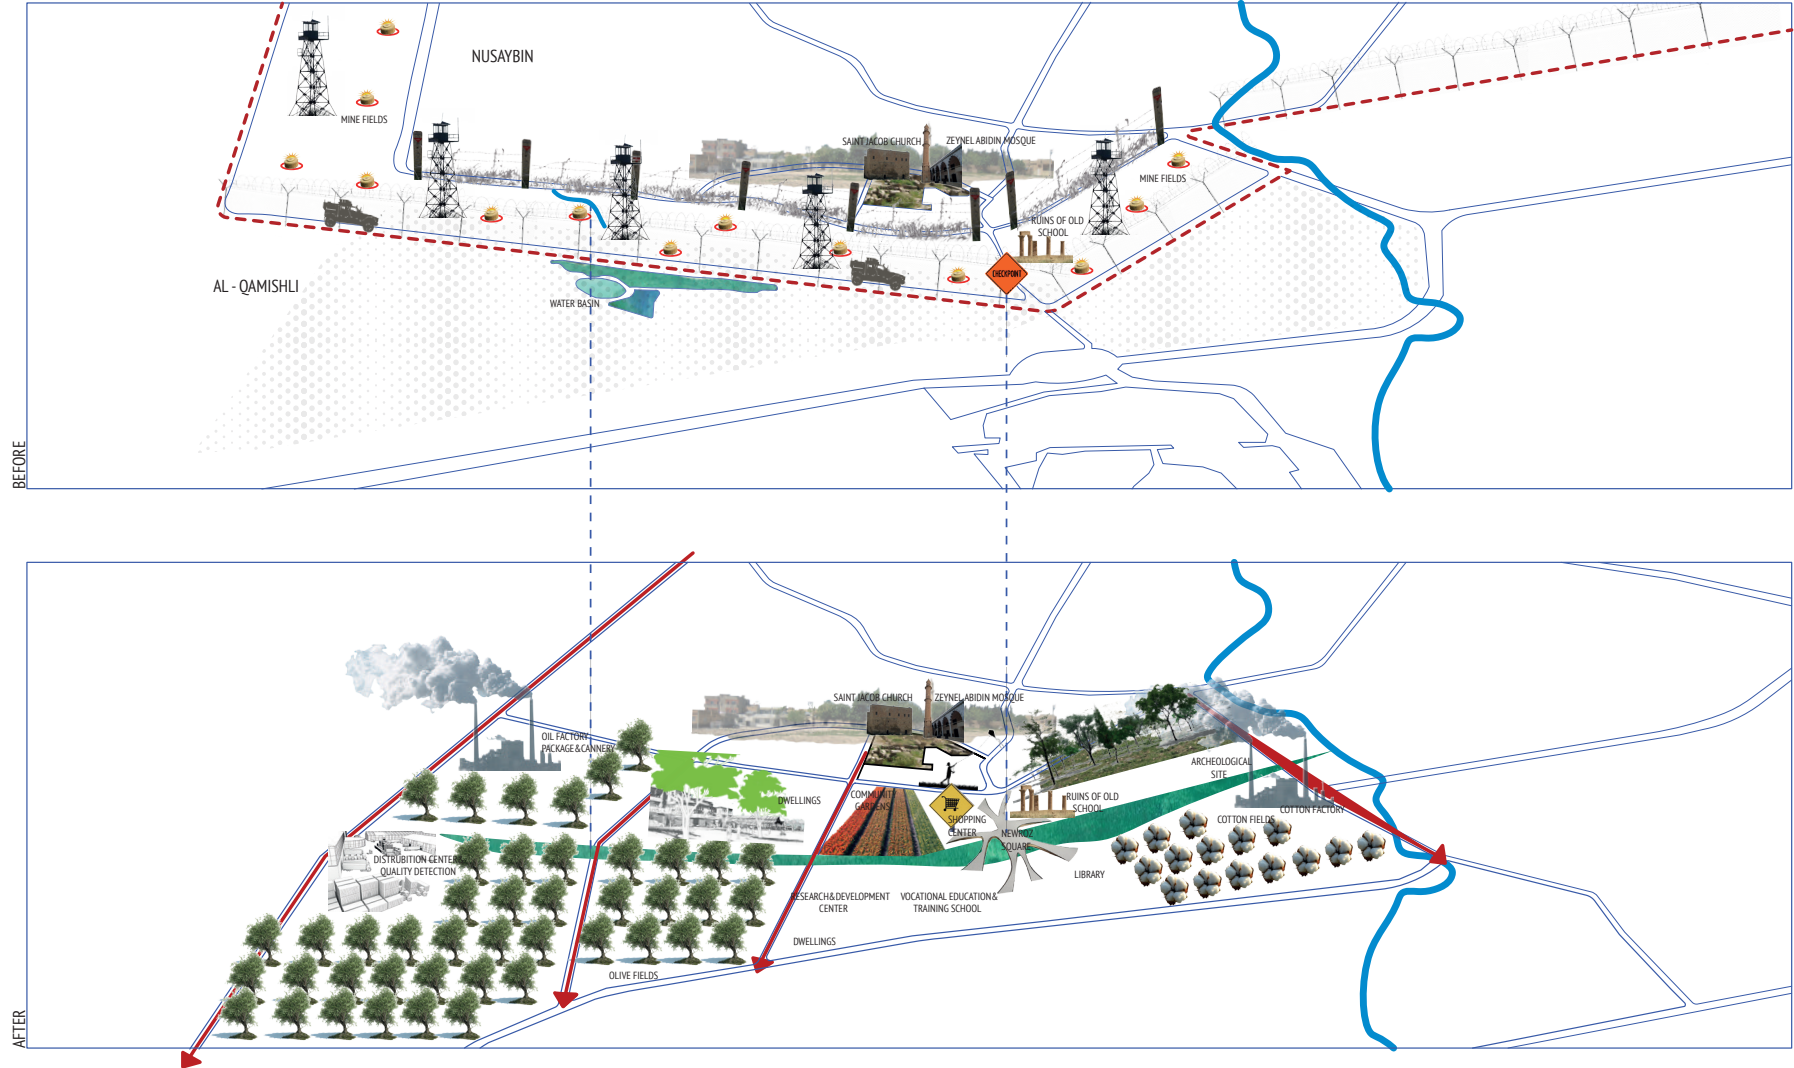 NUSAYBIN
MINE FIELDS
SAINT JACOB CHURCH
ZEYNEL ABIDIN MOSQUE
MINE FIELDS
RUINS OF OLD
SCHOOL
CHECKPOINT
AL - QAMISHLI
WATER BASIN
BEFORE
SAINT JACOB CHURCH
ZEYNEL ABIDIN MOSQUE
OIL FACTORY
PACKAGE&CANNERY
ARCHEOLOGICAL
SITE
DWELLINGS
COMMUNITY
GARDENS
RUINS OF OLD
SCHOOL
COTTON FACTORY
SHOPPING
CENTER
COTTON FIELDS
NEWROZ
SQUARE
DISTRUBITION CENTER
QUALITY DETECTION
LIBRARY
RESEARCH&DEVELOPMENT
CENTER
VOCATIONAL EDUCATION&
TRAINING SCHOOL
DWELLINGS
OLIVE FIELDS
AFTER